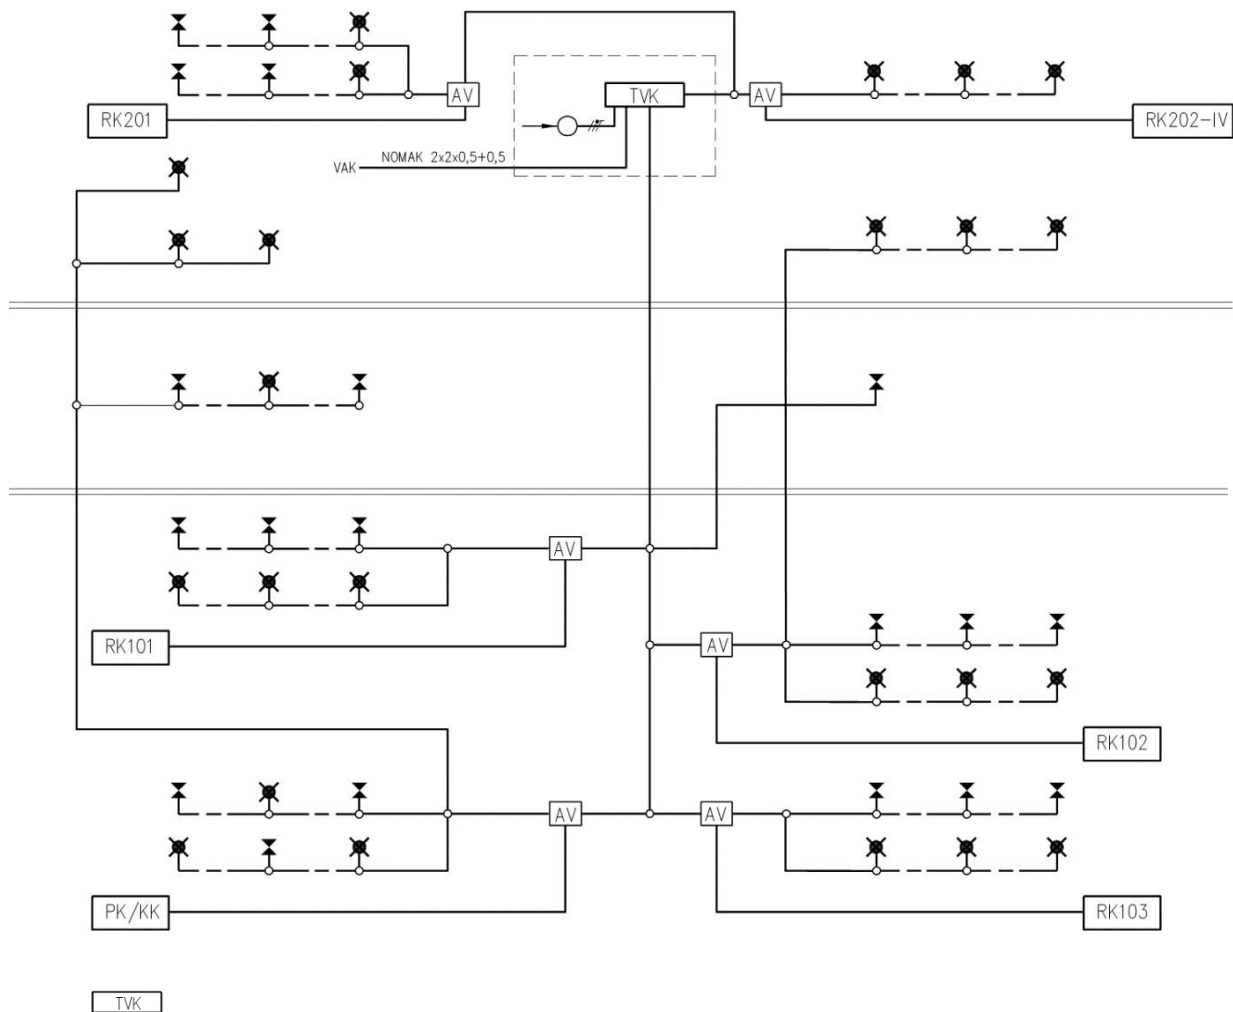 AV
TVK
AV
RK201
RK202-IV
VAK
NOMAK 2x2x0,5+0,5
AV
RK101
AV
RK102
AV
AV
PK/KK
RK103
TVK